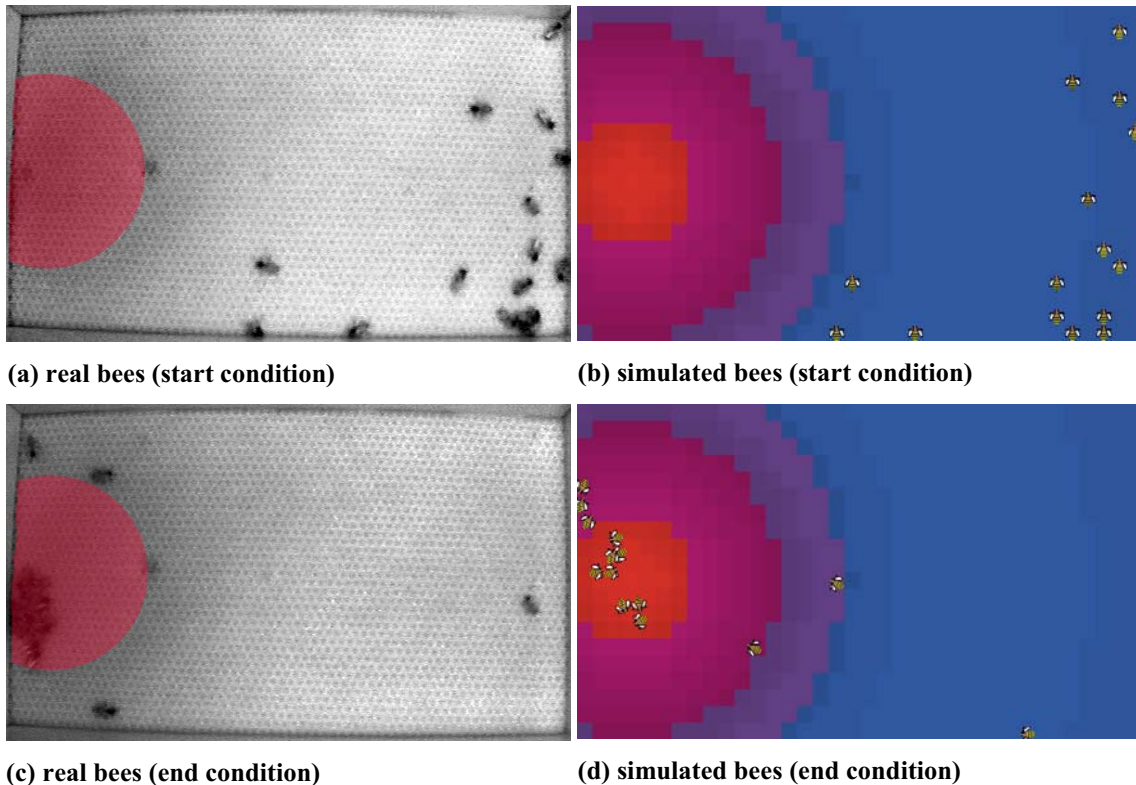 (a) real bees (start condition)
(b) simulated bees (start condition)
(c) real bees (end condition)
(d) simulated bees (end condition)